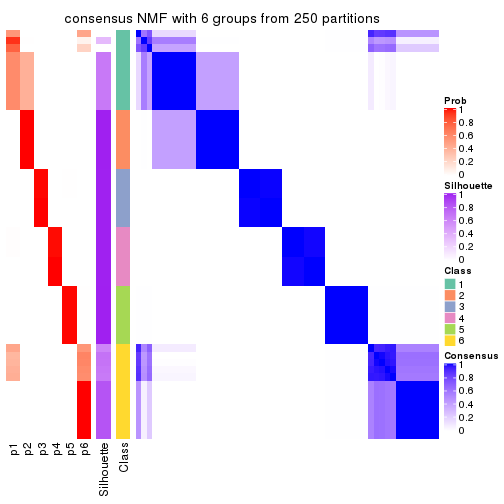 consensus NMF with 6 groups from 250 partitions
Prob
1
0.8
0.6
0.4
0.2
0
Silhouette
1
0.8
0.6
0.4
0.2
0
Class
1
2
3
4
5
6
Consensus
1
0.8
0.6
0.4
0.2
0
p1
p2
p3
p4
p5
p6
Silhouette
Class